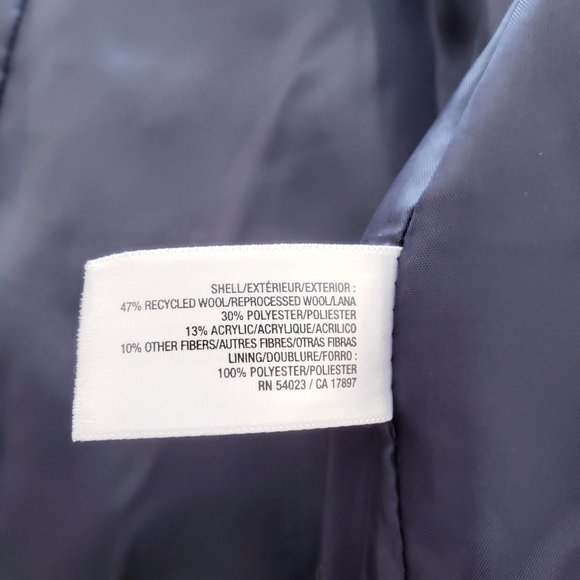 SHELL/EXTÉRIEUR/EXTERIOR :
47% RECYCLED WOOL/REPROCESSED WOOL/LANA
30% POLYESTER/POLIESTER
13% ACRYLIC/ACRYLIQUE/ACRILICO
10% OTHER FIBERS/AUTRES FIBRES/OTRAS FIBRAS
LINING/DOUBLURE/FORRO :
100% POLYESTER/POLIESTER
RN 54023 / CA 17897